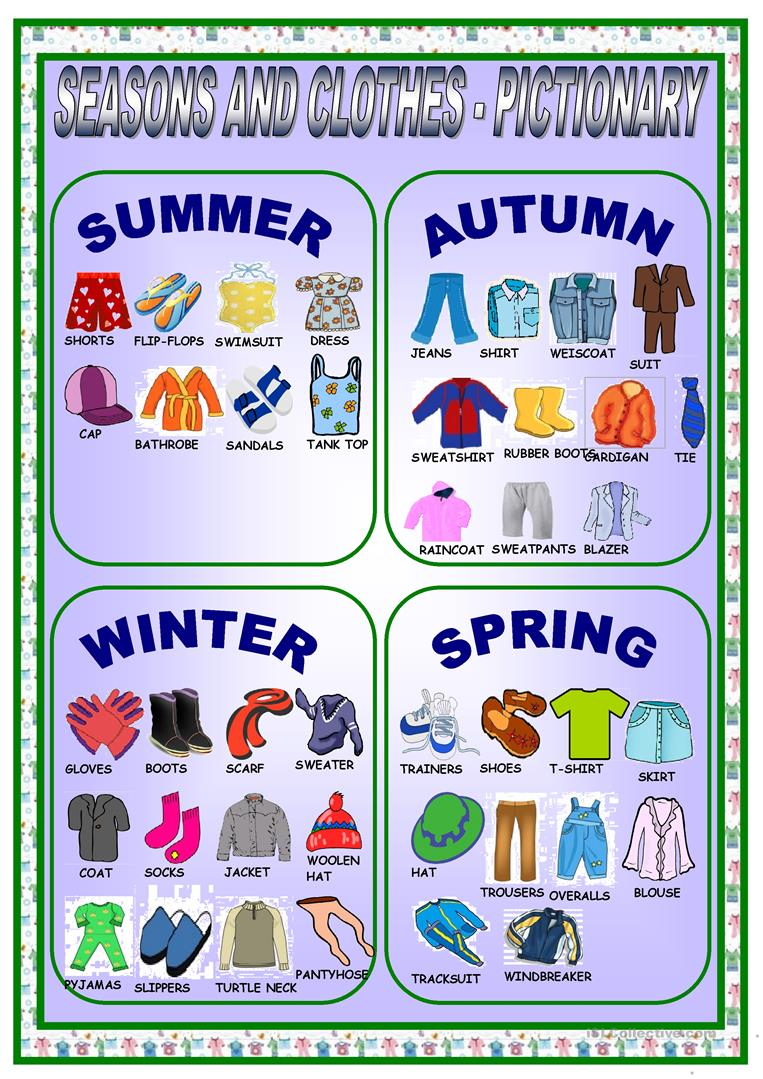 SEASONS AND CLOTHES - PICTIONARY
SUMMER
SHORTS FLIP-FLOPS SWIMSUIT DRESS
CAP BATHROBE SANDALS TANK TOP
AUTUMN
JEANS SHIRT WEISCOAT SUIT
SWEATSHIRT RUBBER BOOTS CARDIGAN TIE
RAINCOAT SWEATPANTS BLAZER
WINTER
GLOVES BOOTS SCARF SWEATER
COAT SOCKS JACKET WOOLEN
HAT
PYJAMAS SLIPPERS TURTLE NECK PANTYHOSE
SPRING
TRAINERS SHOES T-SHIRT SKIRT
HAT TROUSERS OVERALLS BLOUSE
TRACKSUIT WINDBREAKER
iSLCollective.com